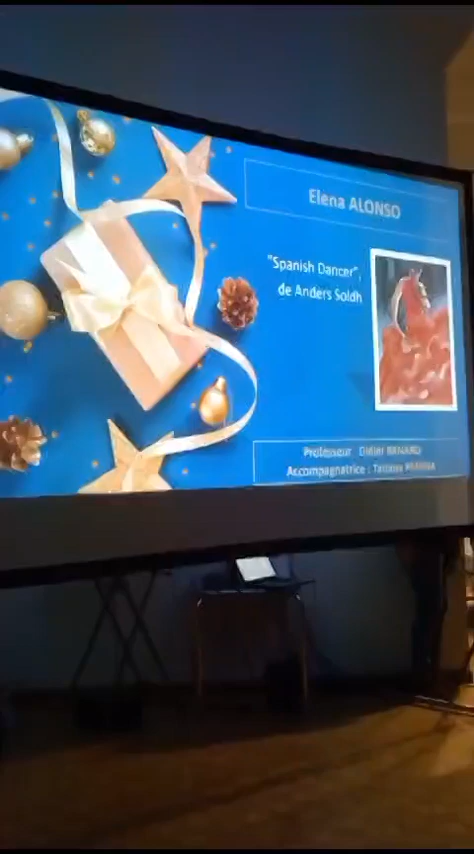 Elena ALONSO
"Spanish Dancer",
de Anders Soldh
Professeur : Didier
Accompagnatrice : Tatiana